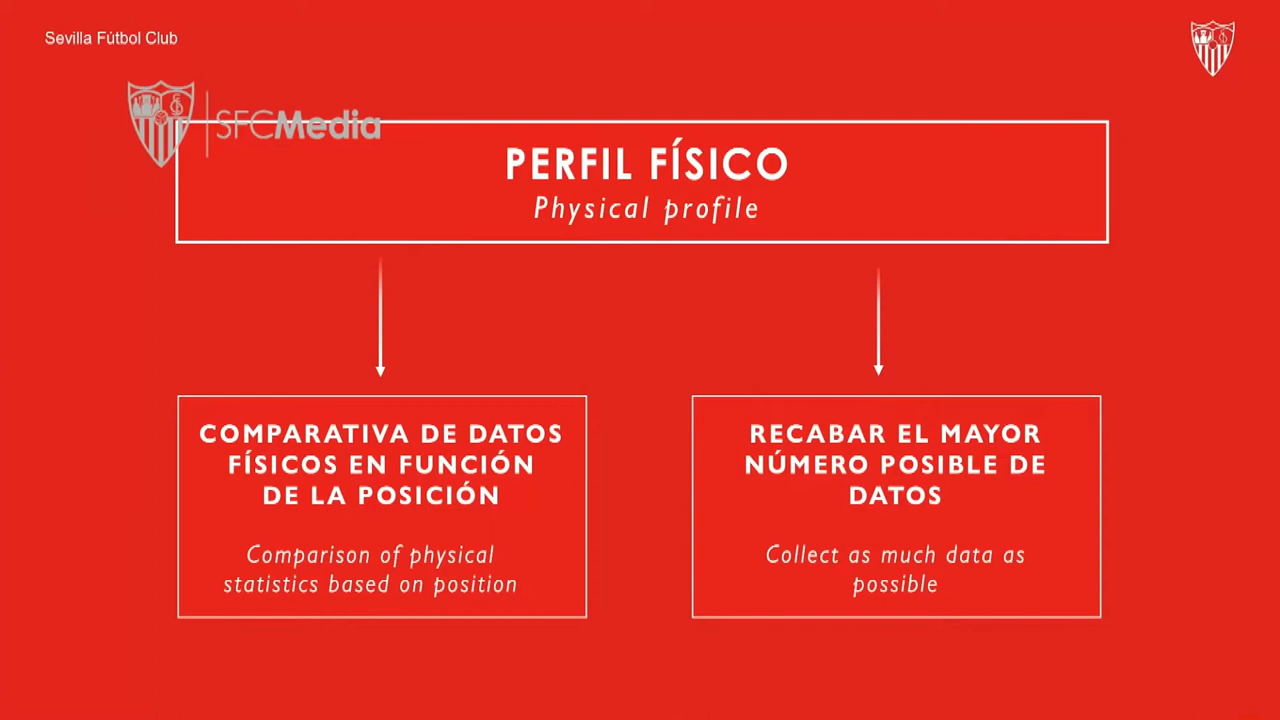 Sevilla Fútbol Club
SFCMedia
PERFIL FÍSICO
Physical profile
COMPARATIVA DE DATOS
FÍSICOS EN FUNCIÓN
DE LA POSICIÓN
Comparison of physical
statistics based on position
RECABAR EL MAYOR
NÚMERO POSIBLE DE
DATOS
Collect as much data as
possible